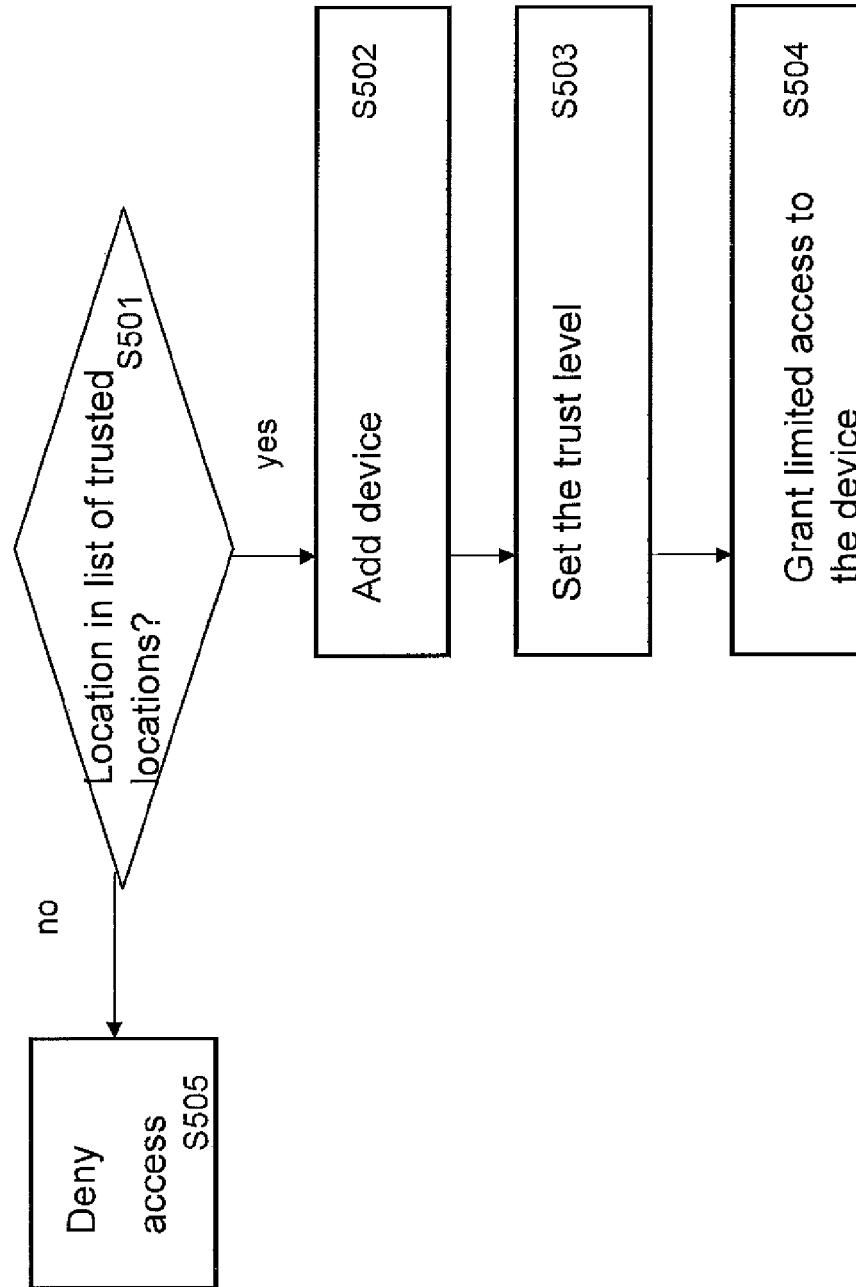 Location in list of trusted
locations?
S501
no
yes
Deny
access
S505
Add device
S502
Set the trust level
S503
Grant limited access to
the device
S504